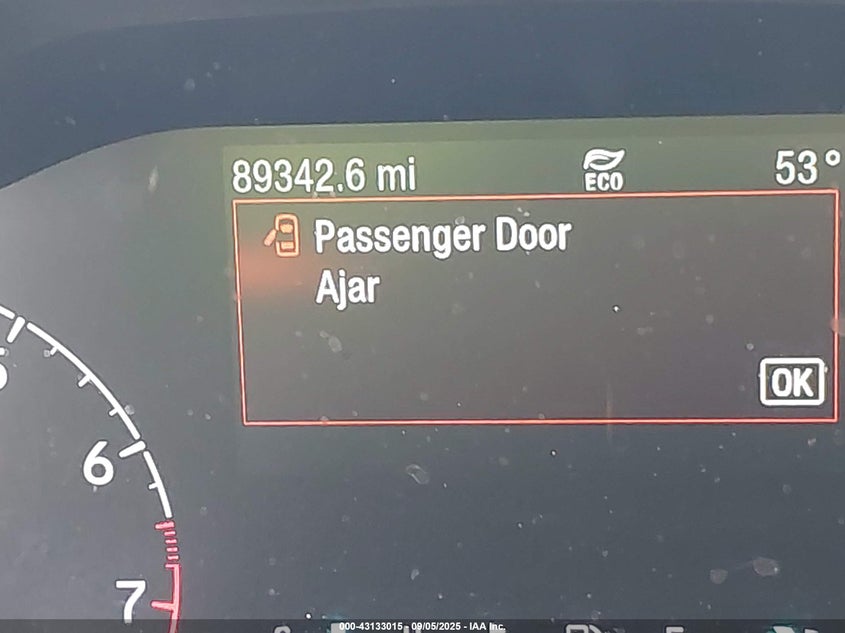 89342.6 mi ECO 53°
Passenger Door
Ajar
OK
6
7
000-43133015 - 09/05/2025 - IAA Inc.